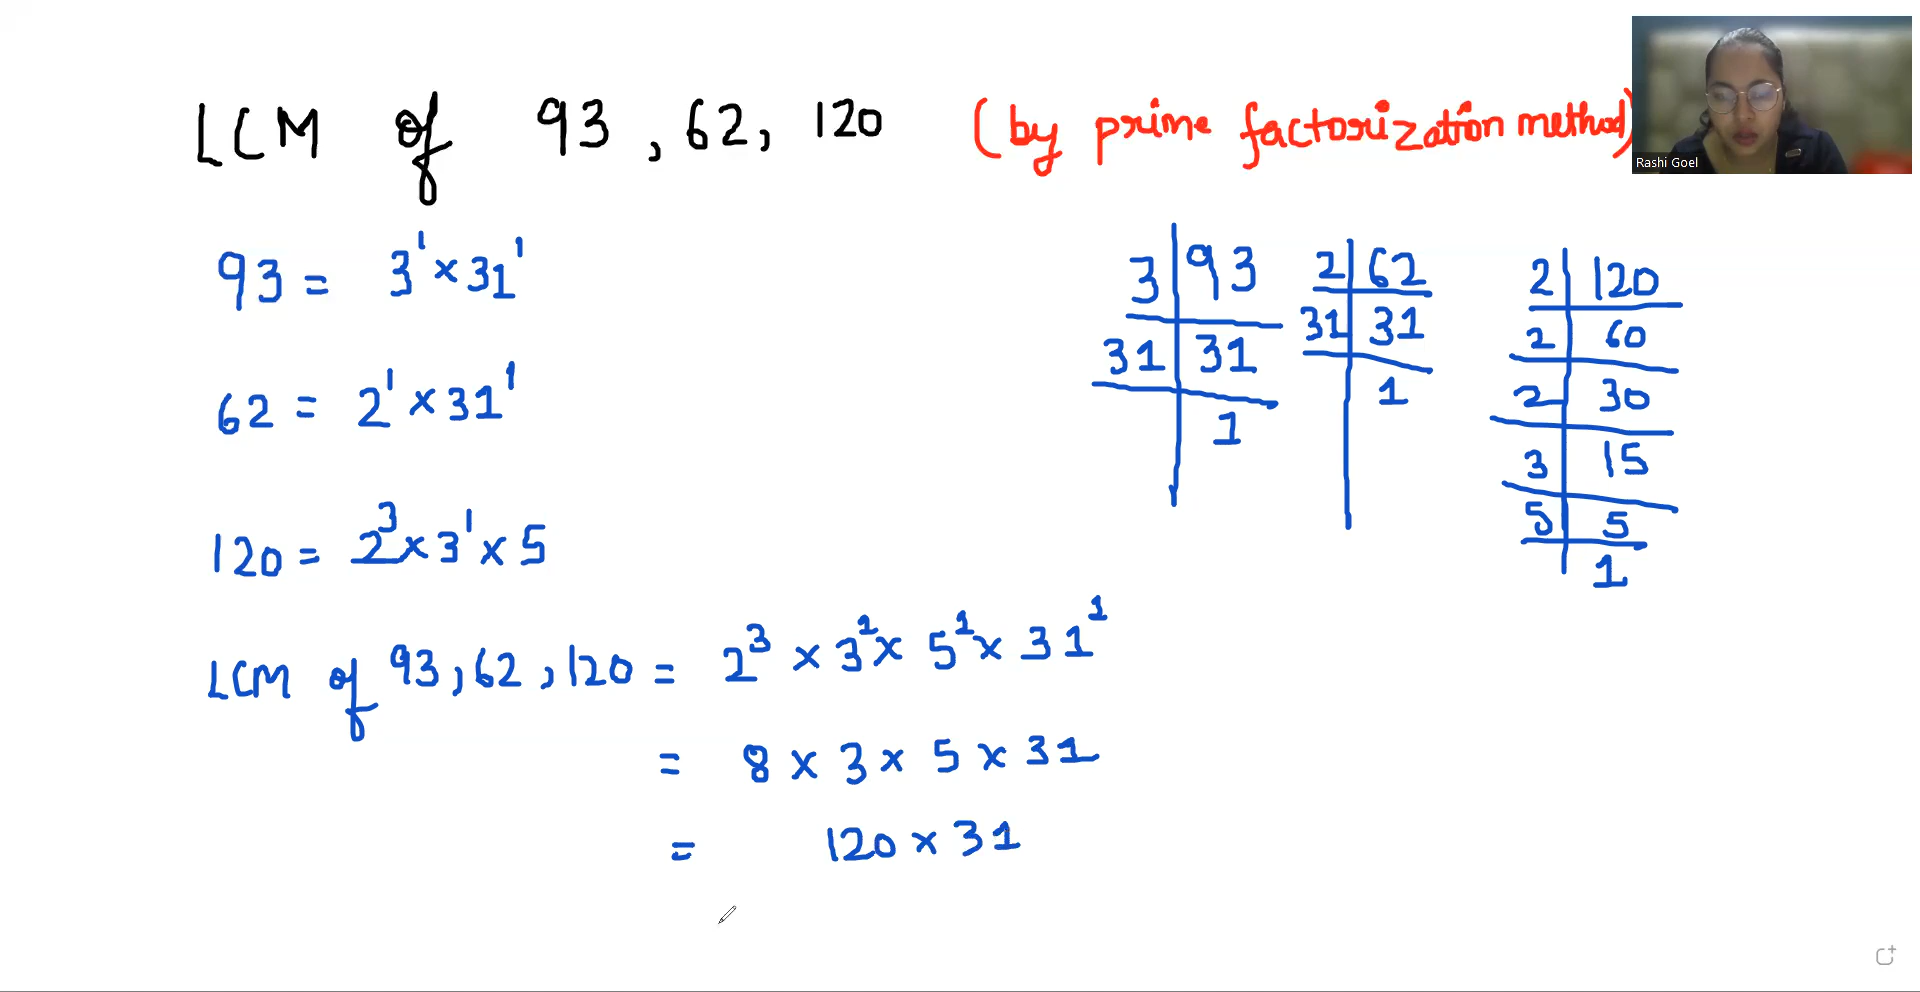 LCM of 93, 62, 120 (by prime factorization method)
Rashi Goel
93 = 3¹ × 31¹
62 = 2¹ × 31¹
120 = 2³ × 3¹ × 5
3 | 93
31 | 31
1
2 | 62
31 | 31
1
2 | 120
2 | 60
2 | 30
3 | 15
5 | 5
1
LCM of 93, 62, 120 = 2³ × 3¹ × 5¹ × 31¹
= 8 × 3 × 5 × 31
= 120 × 31